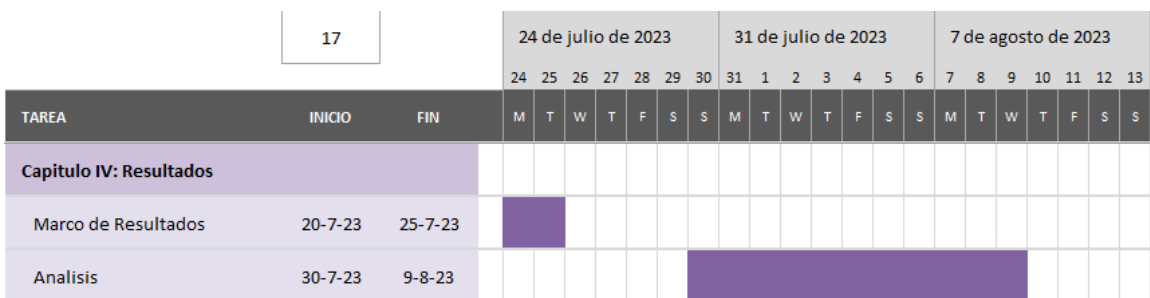 17 24 de julio de 2023 31 de julio de 2023 7 de agosto de 2023
24 25 26 27 28 29 30 31 1 2 3 4 5 6 7 8 9 10 11 12 13
TAREA INICIO FIN M T W T F S S M T W T F S S M T W T F S S
Capitulo IV: Resultados
Marco de Resultados 20-7-23 25-7-23
Analisis 30-7-23 9-8-23